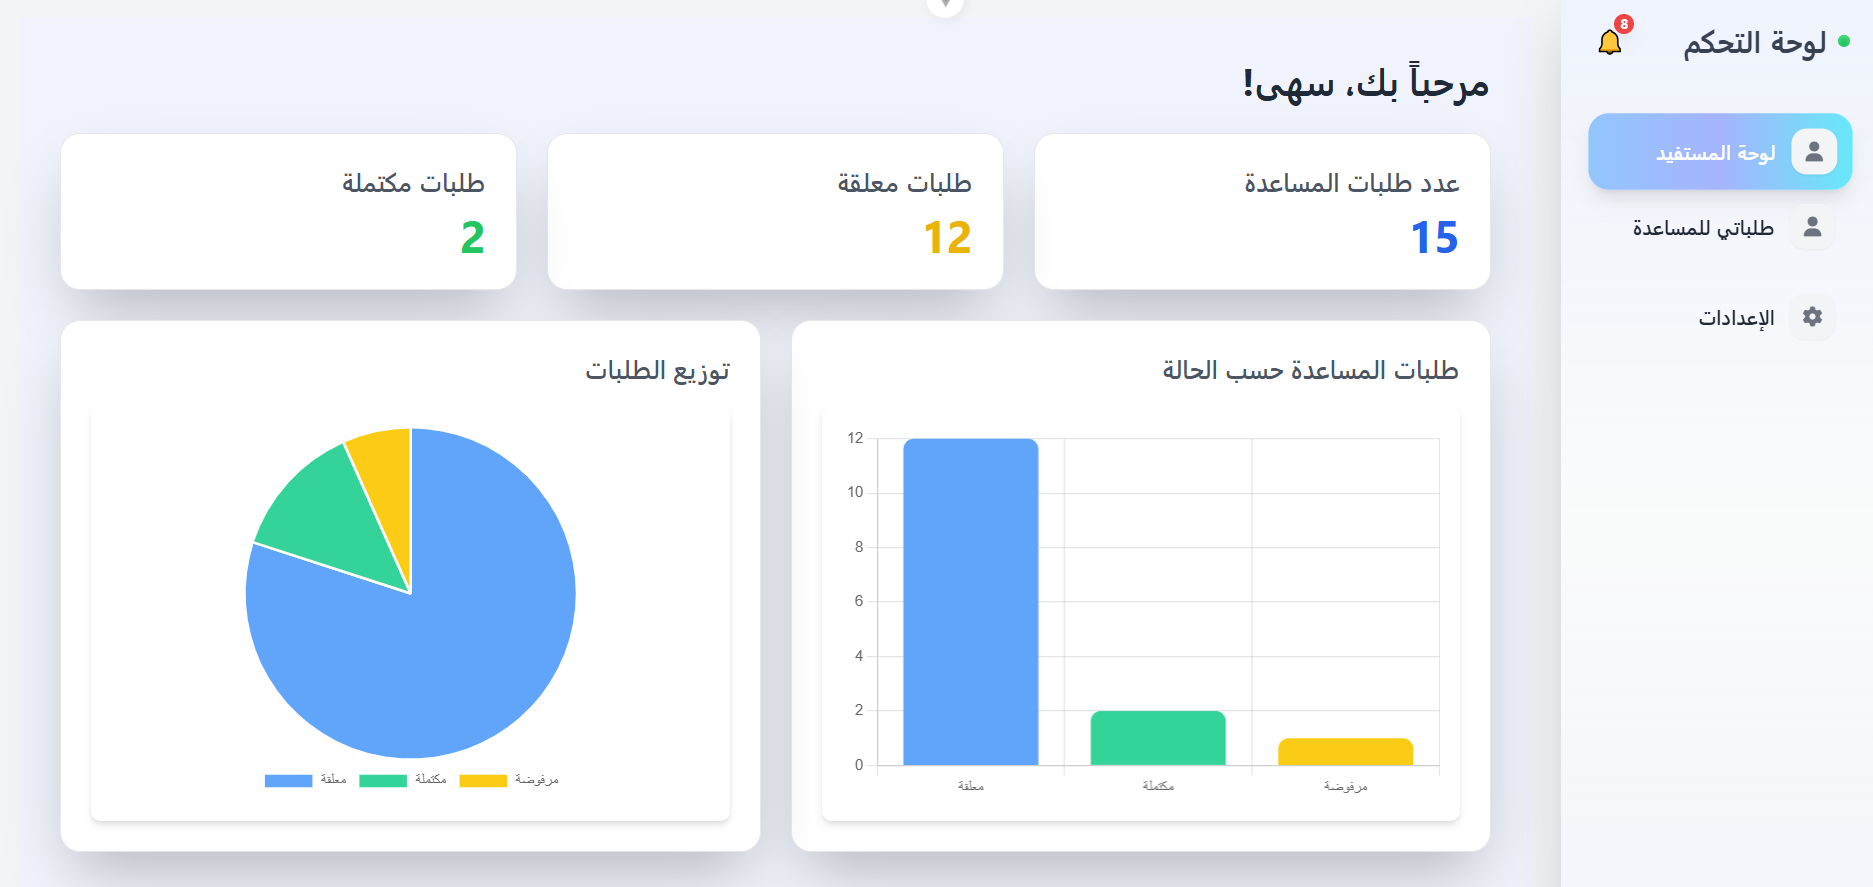 لوحة التحكم
8
لوحة المستفيد
طلباتي للمساعدة
الإعدادات
مرحباً بك، سهى!
عدد طلبات المساعدة
15
طلبات معلقة
12
طلبات مكتملة
2
طلبات المساعدة حسب الحالة
12
10
8
6
4
2
0
معلقة
مكتملة
مرفوضة
توزيع الطلبات
معلقة
مكتملة
مرفوضة